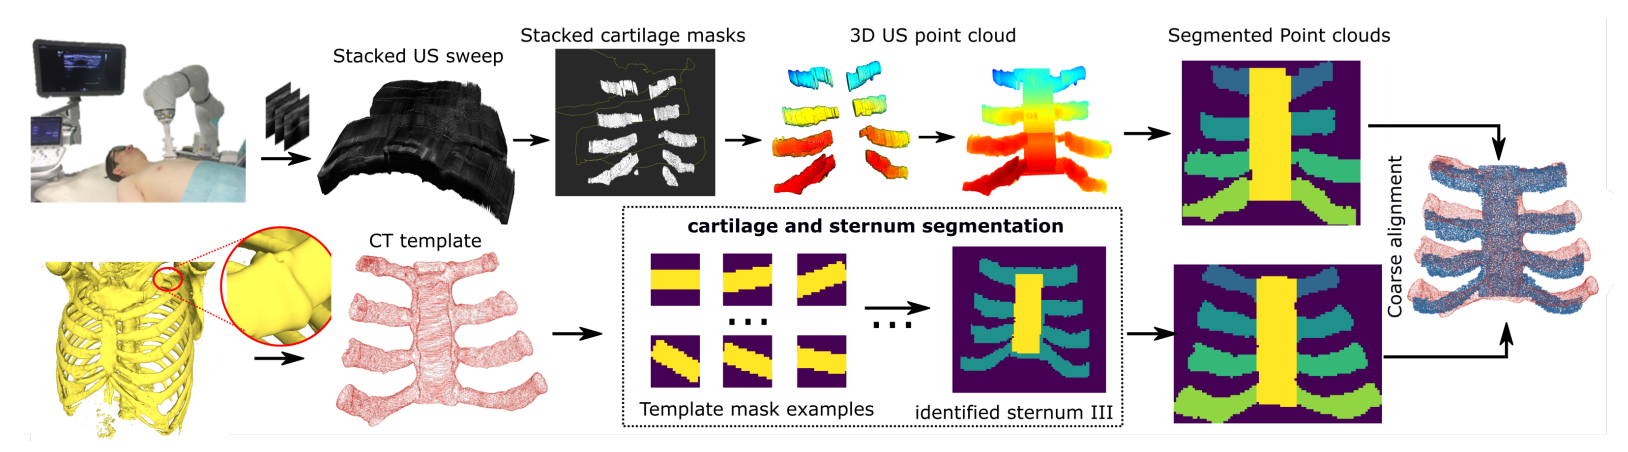 Stacked US sweep
Stacked cartilage masks
3D US point cloud
Segmented Point clouds
Coarse alignment
CT template
cartilage and sternum segmentation
...
...
Template mask examples
identified sternum III